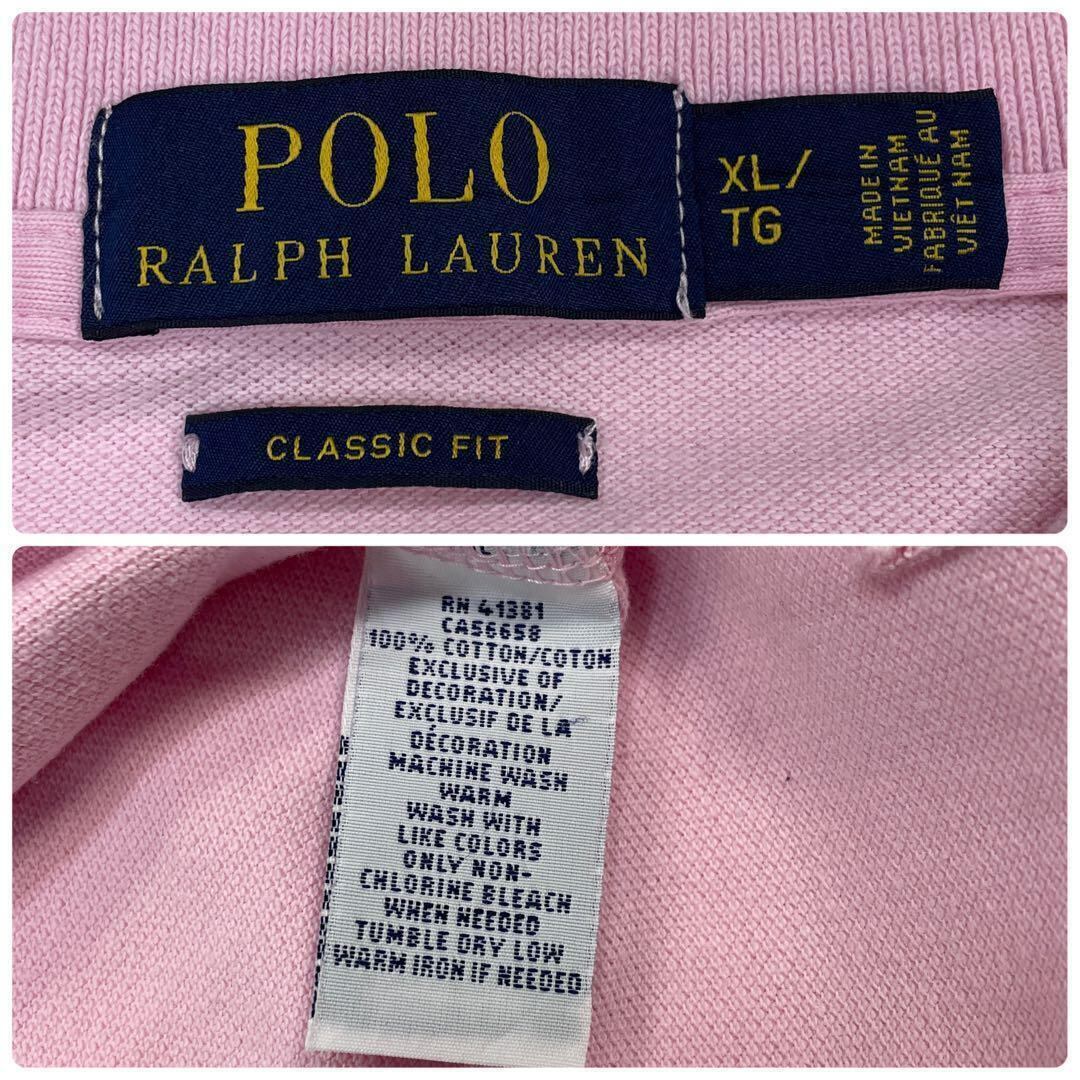 POLO
RALPH LAUREN
XL/
TG
MADE IN
VIETNAM
FABRIQUÉ AU
VIÊT NAM
CLASSIC FIT
RN 41381
CA56658
100% COTTON/COTON
EXCLUSIVE OF
DECORATION/
EXCLUSIF DE LA
DÉCORATION
MACHINE WASH
WARM
WASH WITH
LIKE COLORS
ONLY NON-
CHLORINE BLEACH
WHEN NEEDED
TUMBLE DRY LOW
WARM IRON IF NEEDED